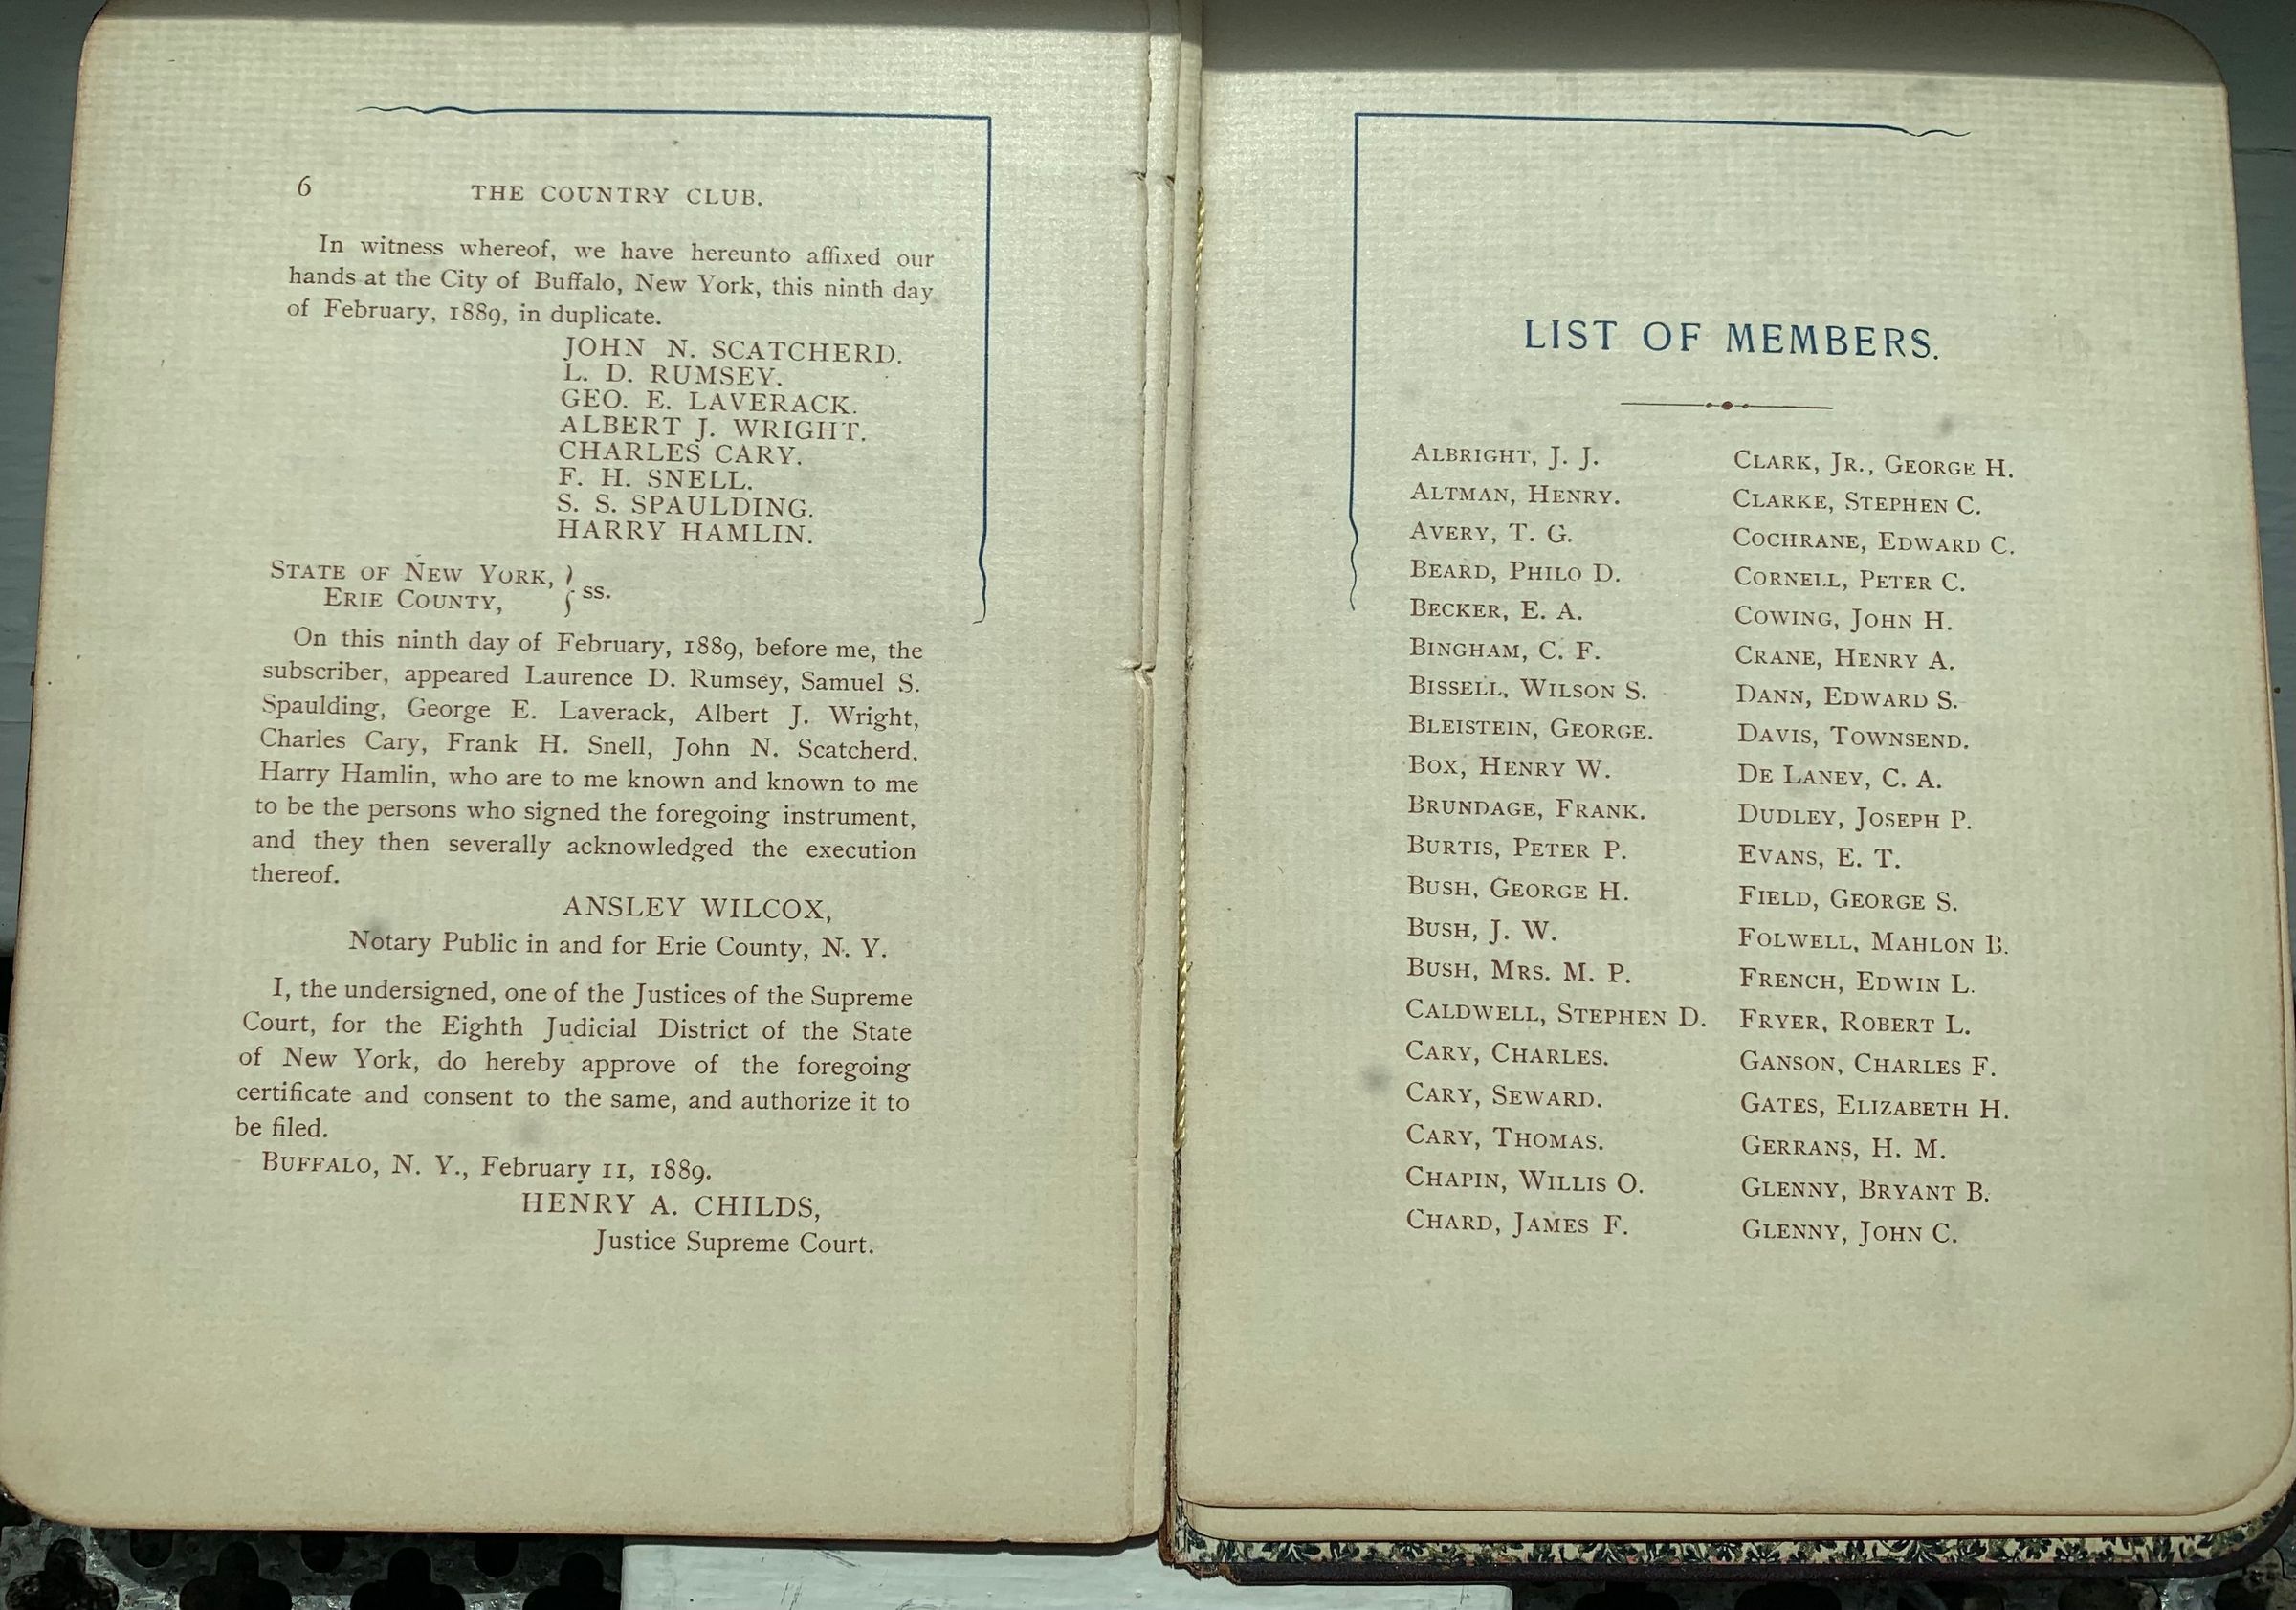 6 THE COUNTRY CLUB.
In witness whereof, we have hereunto affixed our
hands at the City of Buffalo, New York, this ninth day
of February, 1889, in duplicate.
JOHN N. SCATCHERD.
L. D. RUMSEY.
GEO. E. LAVERACK.
ALBERT J. WRIGHT.
CHARLES CARY.
F. H. SNELL.
S. S. SPAULDING.
HARRY HAMLIN.
STATE OF NEW YORK, } ss.
ERIE COUNTY,
On this ninth day of February, 1889, before me, the
subscriber, appeared Laurence D. Rumsey, Samuel S.
Spaulding, George E. Laverack, Albert J. Wright,
Charles Cary, Frank H. Snell, John N. Scatcherd,
Harry Hamlin, who are to me known and known to me
to be the persons who signed the foregoing instrument,
and they then severally acknowledged the execution
thereof.
ANSLEY WILCOX,
Notary Public in and for Erie County, N. Y.
I, the undersigned, one of the Justices of the Supreme
Court, for the Eighth Judicial District of the State
of New York, do hereby approve of the foregoing
certificate and consent to the same, and authorize it to
be filed.
BUFFALO, N. Y., February 11, 1889.
HENRY A. CHILDS,
Justice Supreme Court.
LIST OF MEMBERS.
ALBRIGHT, J. J.
ALTMAN, HENRY.
AVERY, T. G.
BEARD, PHILO D.
BECKER, E. A.
BINGHAM, C. F.
BISSELL, WILSON S.
BLEISTEIN, GEORGE.
BOX, HENRY W.
BRUNDAGE, FRANK.
BURTIS, PETER P.
BUSH, GEORGE H.
BUSH, J. W.
BUSH, MRS. M. P.
CALDWELL, STEPHEN D.
CARY, CHARLES.
CARY, SEWARD.
CARY, THOMAS.
CHAPIN, WILLIS O.
CHARD, JAMES F.
CLARK, JR., GEORGE H.
CLARKE, STEPHEN C.
COCHRANE, EDWARD C.
CORNELL, PETER C.
COWING, JOHN H.
CRANE, HENRY A.
DANN, EDWARD S.
DAVIS, TOWNSEND.
DE LANEY, C. A.
DUDLEY, JOSEPH P.
EVANS, E. T.
FIELD, GEORGE S.
FOLWELL, MAHLON B.
FRENCH, EDWIN L.
FRYER, ROBERT L.
GANSON, CHARLES F.
GATES, ELIZABETH H.
GERRANS, H. M.
GLENNY, BRYANT B.
GLENNY, JOHN C.